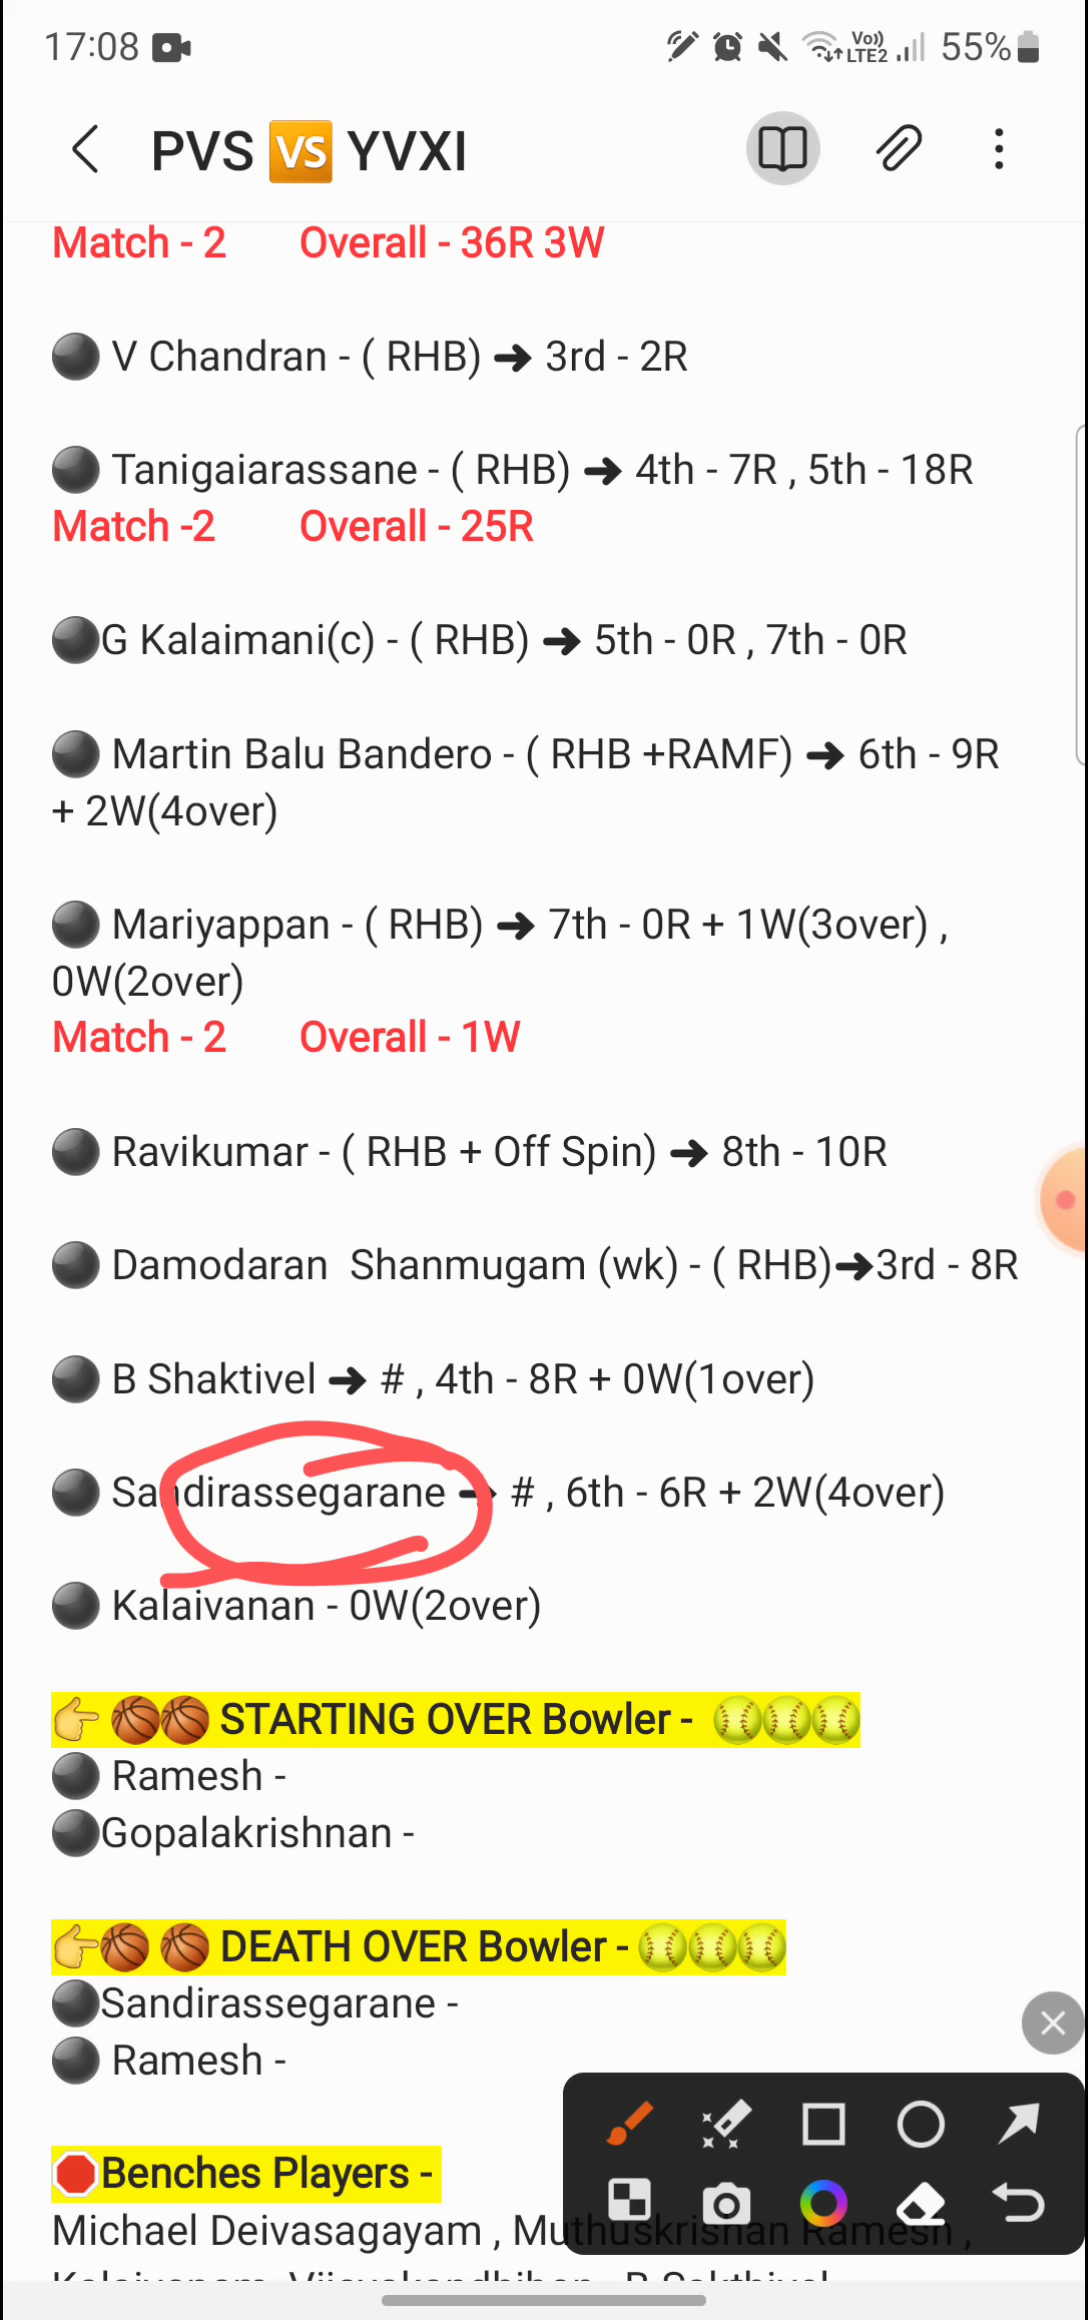 17:08 Vo)) LTE2 55%
PVS VS YVXI
Match - 2 Overall - 36R 3W
V Chandran - ( RHB) ➜ 3rd - 2R
Tanigaiarassane - ( RHB) ➜ 4th - 7R , 5th - 18R
Match -2 Overall - 25R
G Kalaimani(c) - ( RHB) ➜ 5th - 0R , 7th - 0R
Martin Balu Bandero - ( RHB +RAMF) ➜ 6th - 9R
+ 2W(4over)
Mariyappan - ( RHB) ➜ 7th - 0R + 1W(3over) ,
0W(2over)
Match - 2 Overall - 1W
Ravikumar - ( RHB + Off Spin) ➜ 8th - 10R
Damodaran Shanmugam (wk) - ( RHB)➜3rd - 8R
B Shaktivel ➜ # , 4th - 8R + 0W(1over)
Sandirassegarane ➜ # , 6th - 6R + 2W(4over)
Kalaivanan - 0W(2over)
👉 🏀🏀 STARTING OVER Bowler - 🥎🥎🥎
Ramesh -
Gopalakrishnan -
👉🏀 🏀 DEATH OVER Bowler - 🥎🥎🥎
Sandirassegarane -
Ramesh -
🛑Benches Players -
Michael Deivasagayam , Muthuskrishnan Ramesh ,